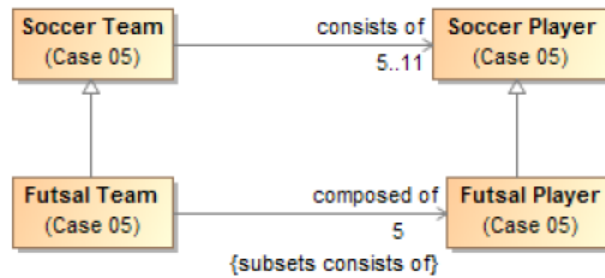 Soccer Team
(Case 05)
consists of
5..11
Soccer Player
(Case 05)
Futsal Team
(Case 05)
composed of
5
{subsets consists of}
Futsal Player
(Case 05)